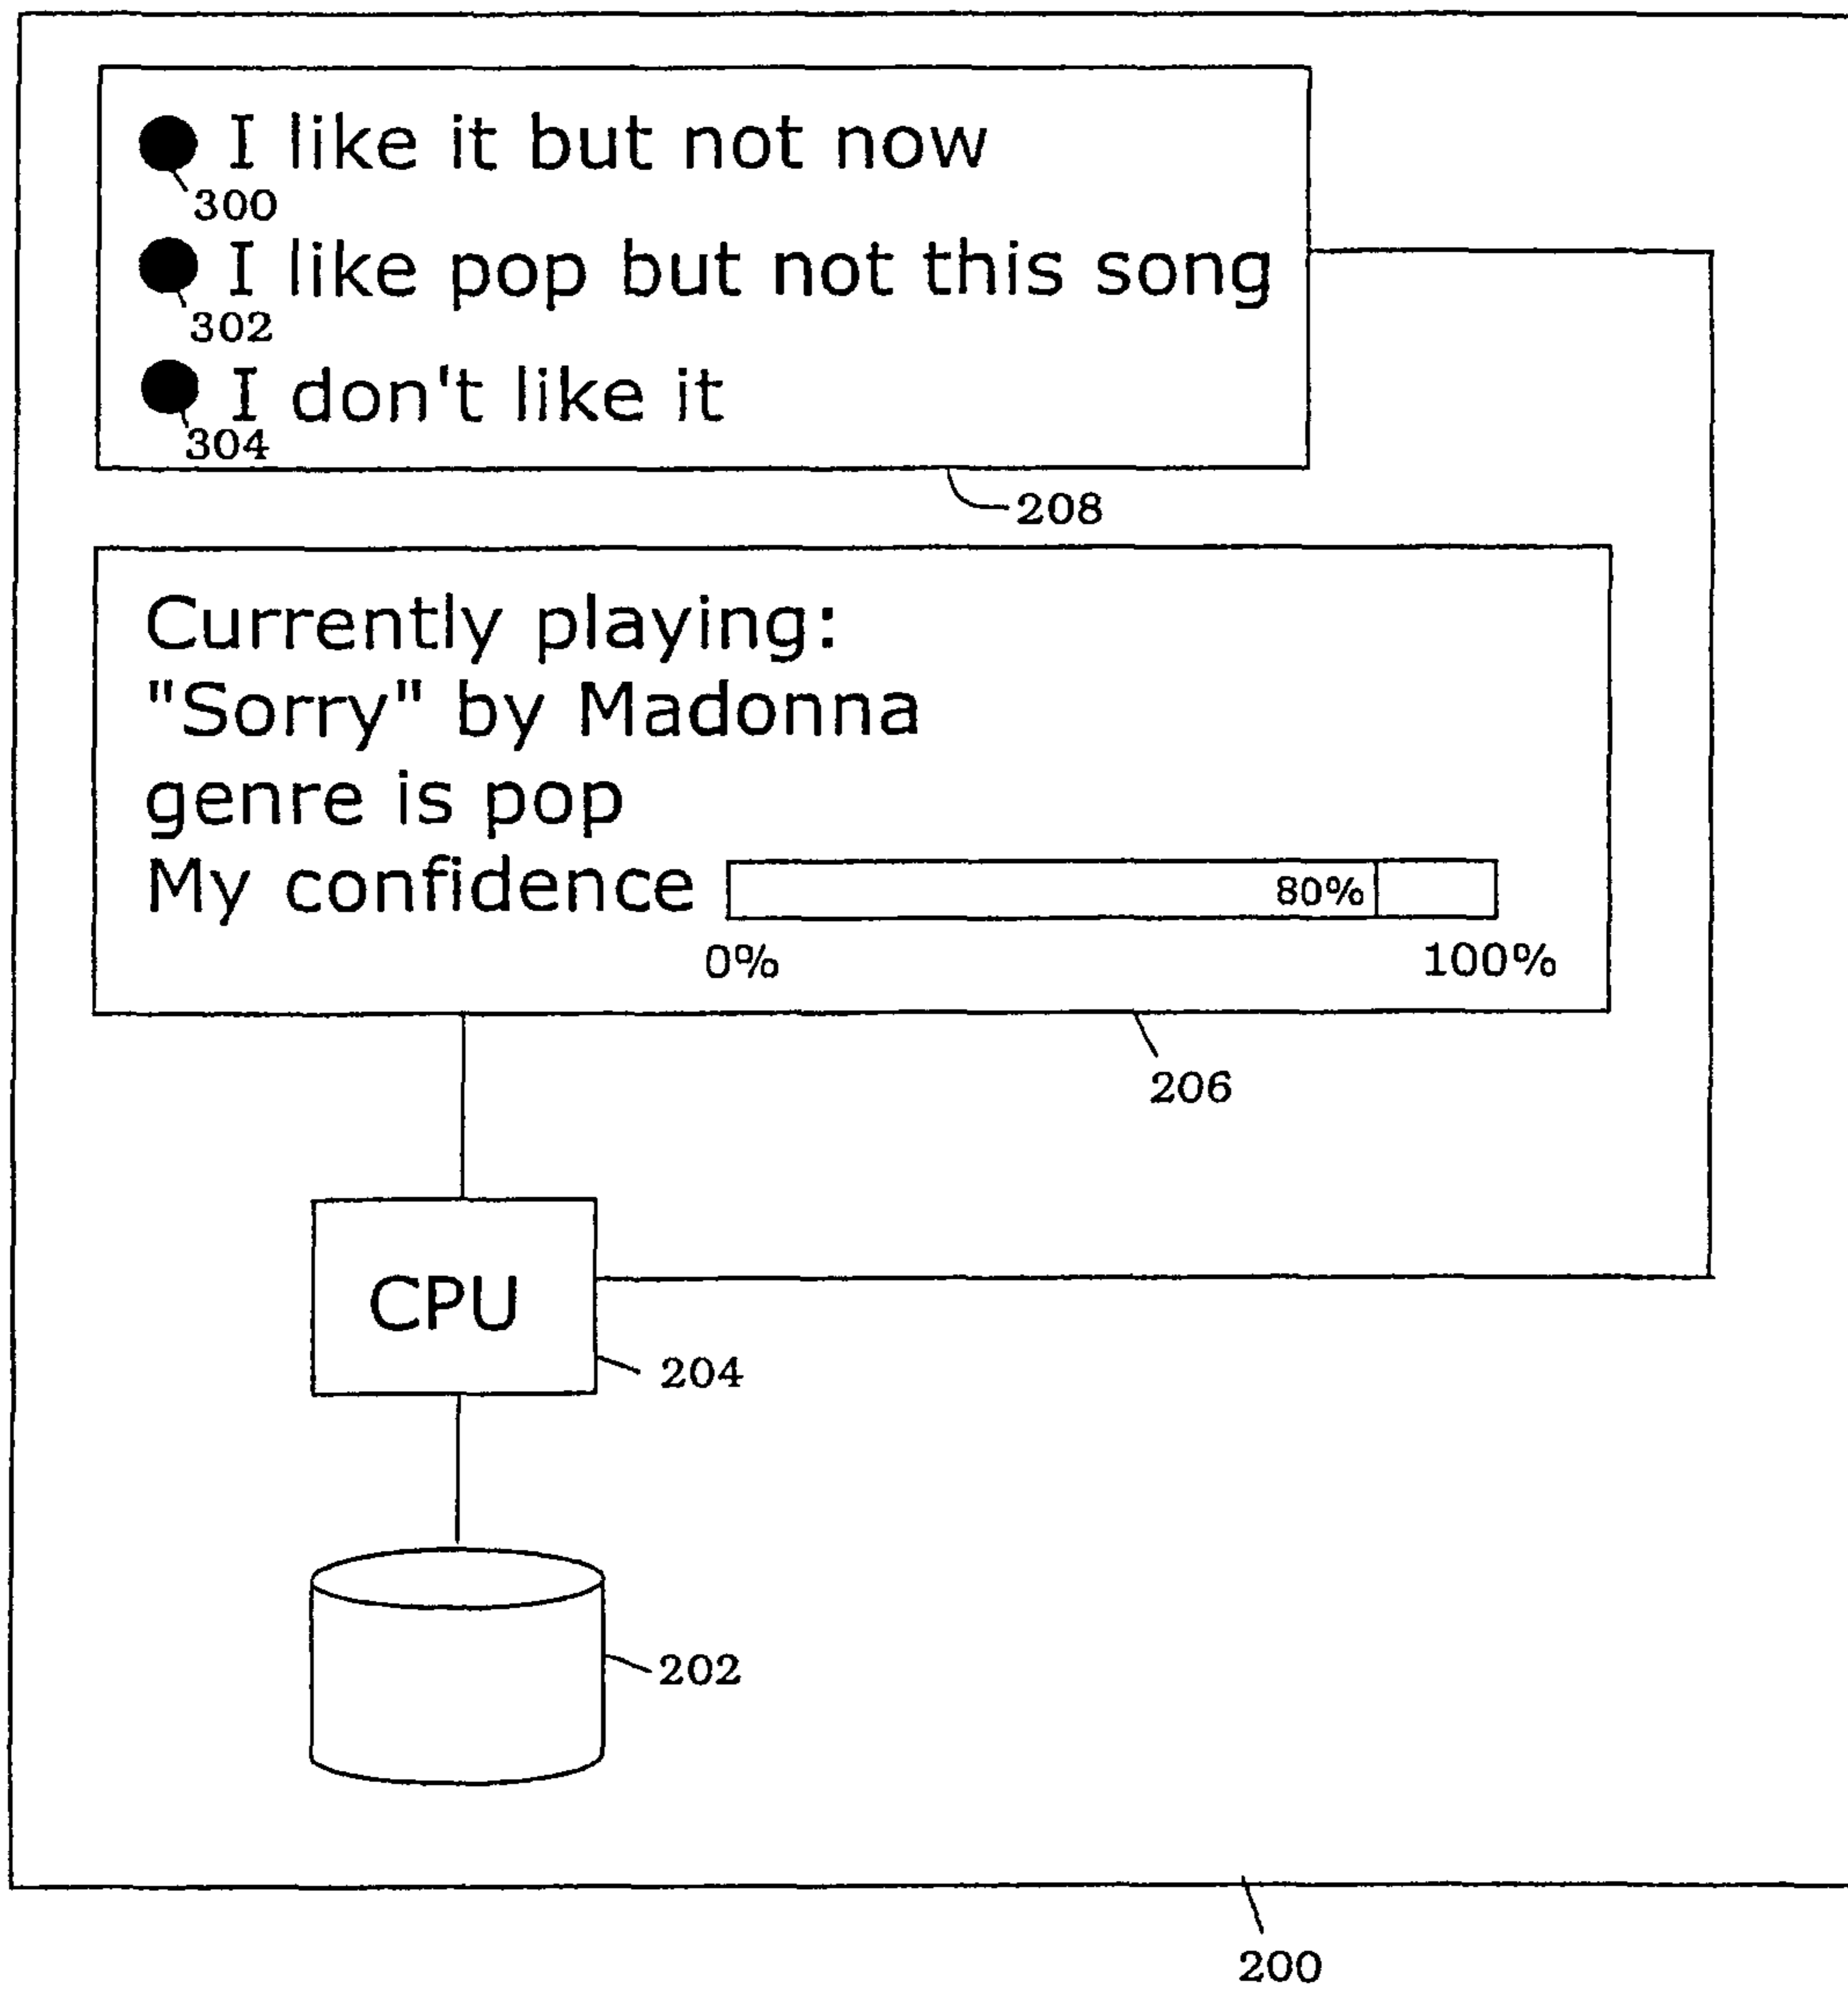 I like it but not now
300
I like pop but not this song
302
I don't like it
304
208
Currently playing:
"Sorry" by Madonna
genre is pop
My confidence 80%
0% 100%
206
CPU
204
202
200